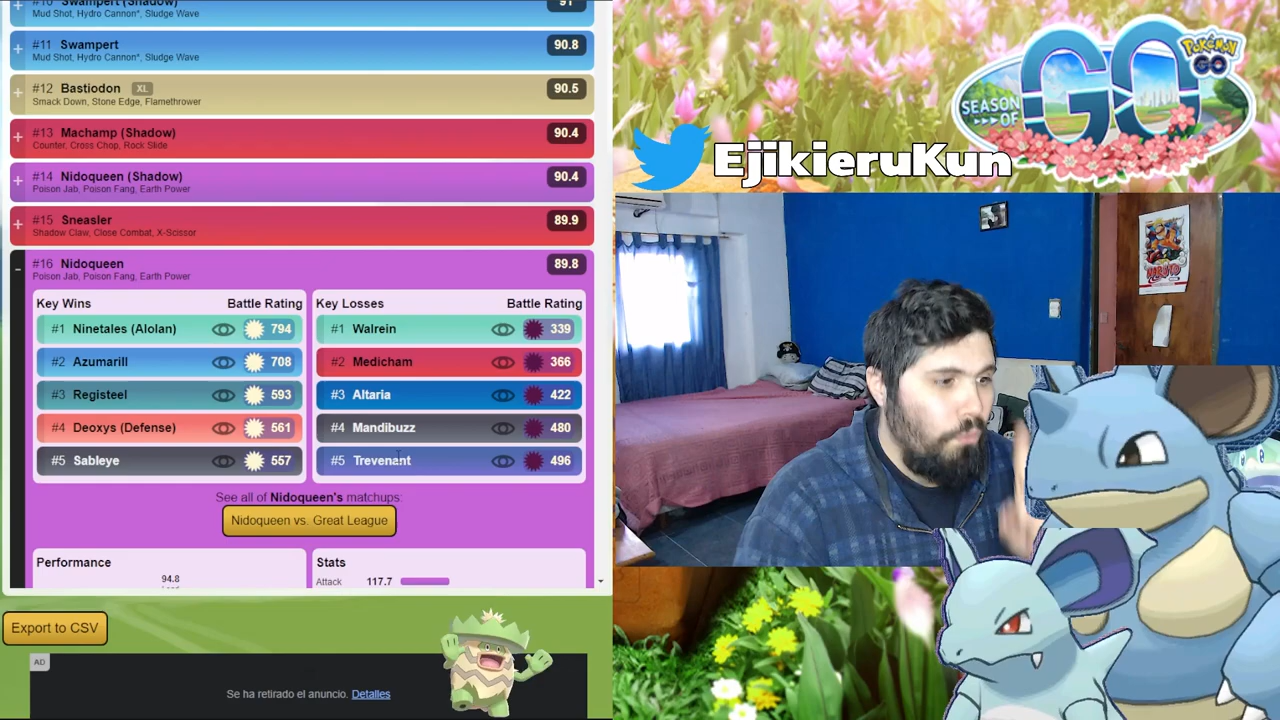 #10 Swampert (Shadow) 91
Mud Shot, Hydro Cannon*, Sludge Wave
#11 Swampert 90.8
Mud Shot, Hydro Cannon*, Sludge Wave
#12 Bastiodon XL 90.5
Smack Down, Stone Edge, Flamethrower
#13 Machamp (Shadow) 90.4
Counter, Cross Chop, Rock Slide
#14 Nidoqueen (Shadow) 90.4
Poison Jab, Poison Fang, Earth Power
#15 Sneasler 89.9
Shadow Claw, Close Combat, X-Scissor
#16 Nidoqueen 89.8
Poison Jab, Poison Fang, Earth Power
Key Wins Battle Rating
#1 Ninetales (Alolan) 794
#2 Azumarill 708
#3 Registeel 593
#4 Deoxys (Defense) 561
#5 Sableye 557
Key Losses Battle Rating
#1 Walrein 339
#2 Medicham 366
#3 Altaria 422
#4 Mandibuzz 480
#5 Trevenant 496
See all of Nidoqueen's matchups:
Nidoqueen vs. Great League
Performance
94.8
Stats
Attack 117.7
Export to CSV
AD
Se ha retirado el anuncio. Detalles
SEASON OF GO
POKÉMON GO
EjikieruKun
NARUTO